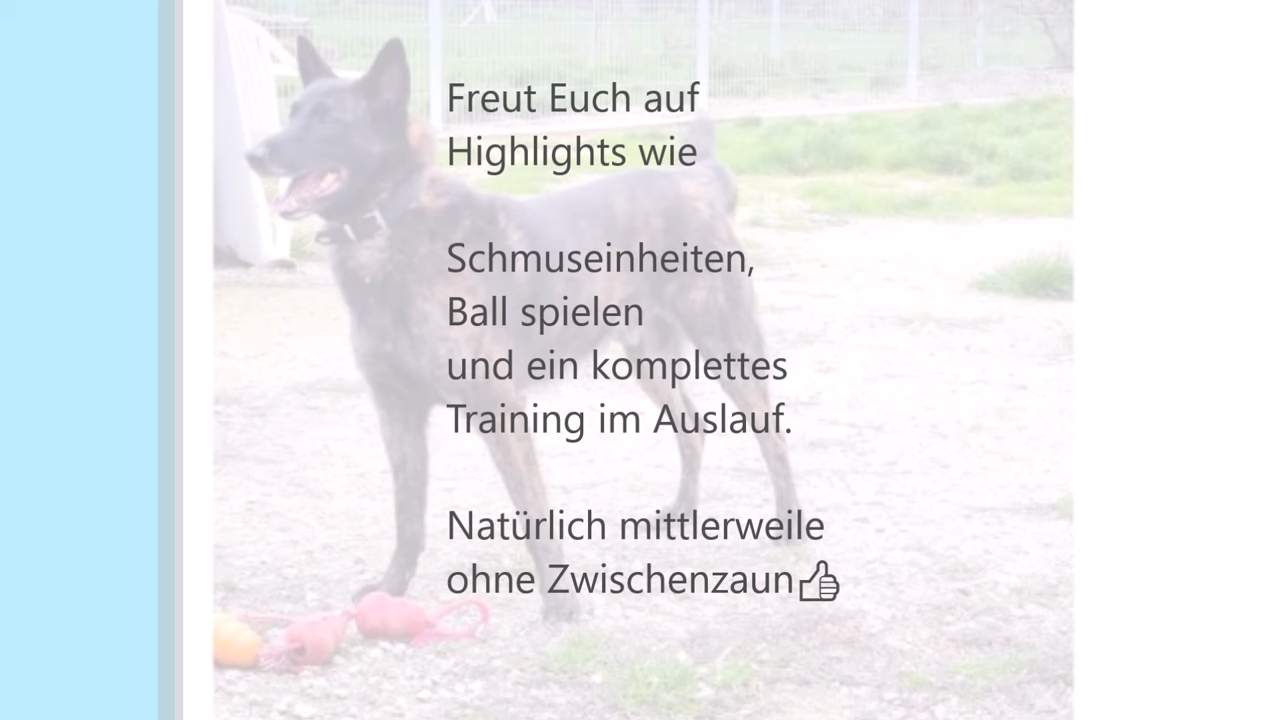 Freut Euch auf
Highlights wie
Schmuseinheiten,
Ball spielen
und ein komplettes
Training im Auslauf.
Natürlich mittlerweile
ohne Zwischenzaun👍